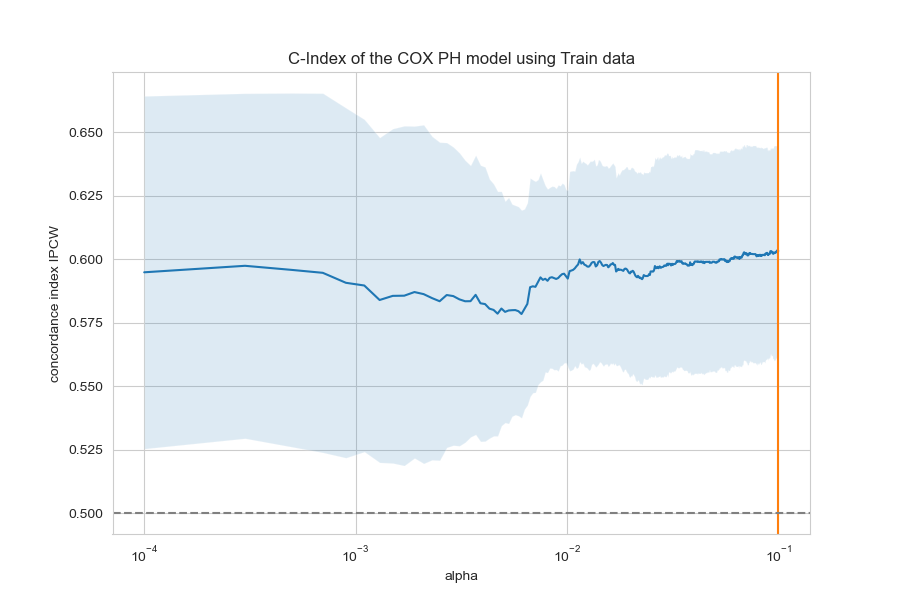 C-Index of the COX PH model using Train data
concordance index IPCW
0.650
0.625
0.600
0.575
0.550
0.525
0.500
10⁻⁴ 10⁻³ 10⁻² 10⁻¹
alpha